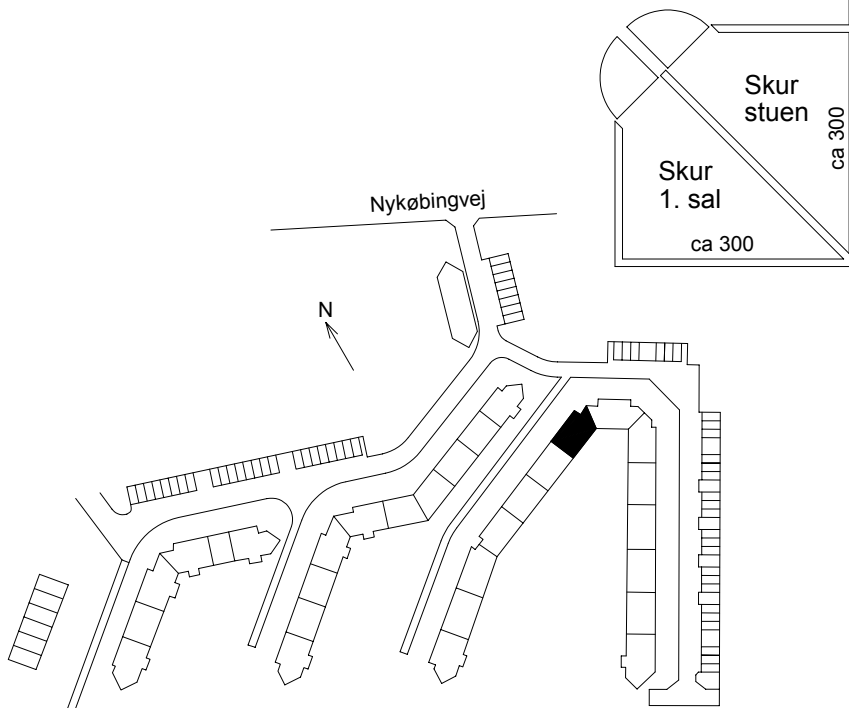 Skur
stuen
ca 300
Skur
1. sal
ca 300
Nykøbingvej
N